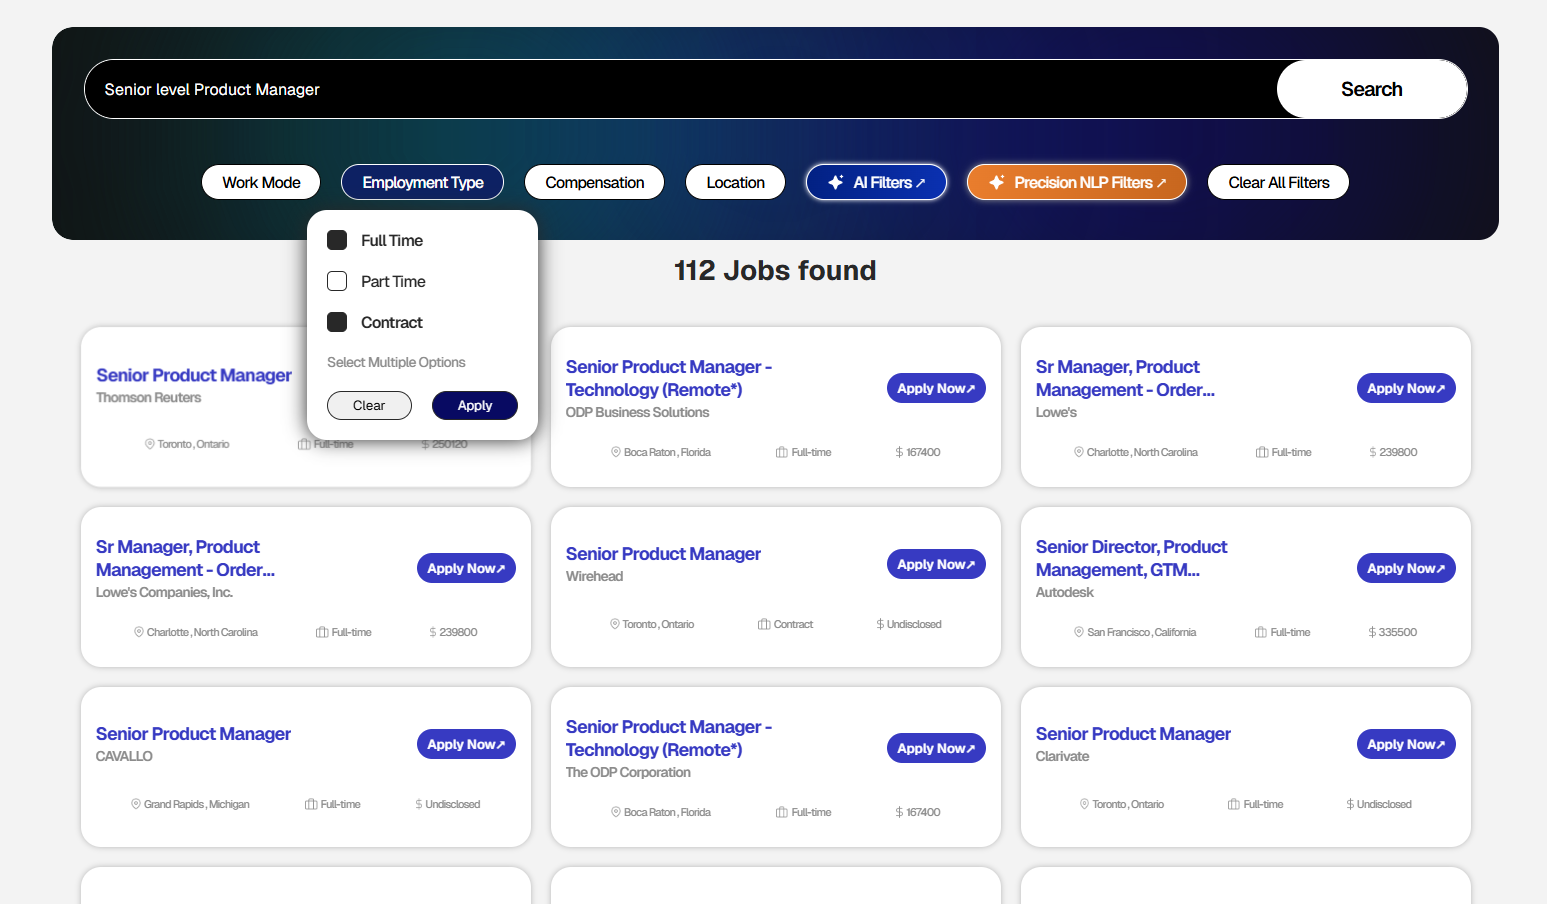 Senior level Product Manager
Search
Work Mode
Employment Type
Compensation
Location
AI Filters ↗
Precision NLP Filters ↗
Clear All Filters
Full Time
Part Time
Contract
Select Multiple Options
Clear
Apply
112 Jobs found
Senior Product Manager
Thomson Reuters
Toronto, Ontario
Full-time
$ 250120
Senior Product Manager -
Technology (Remote*)
ODP Business Solutions
Apply Now↗
Boca Raton, Florida
Full-time
$ 167400
Sr Manager, Product
Management - Order...
Lowe's
Apply Now↗
Charlotte, North Carolina
Full-time
$ 239800
Sr Manager, Product
Management - Order...
Lowe's Companies, Inc.
Apply Now↗
Charlotte, North Carolina
Full-time
$ 239800
Senior Product Manager
Wirehead
Apply Now↗
Toronto, Ontario
Contract
$ Undisclosed
Senior Director, Product
Management, GTM...
Autodesk
Apply Now↗
San Francisco, California
Full-time
$ 335500
Senior Product Manager
CAVALLO
Apply Now↗
Grand Rapids, Michigan
Full-time
$ Undisclosed
Senior Product Manager -
Technology (Remote*)
The ODP Corporation
Apply Now↗
Boca Raton, Florida
Full-time
$ 167400
Senior Product Manager
Clarivate
Apply Now↗
Toronto, Ontario
Full-time
$ Undisclosed